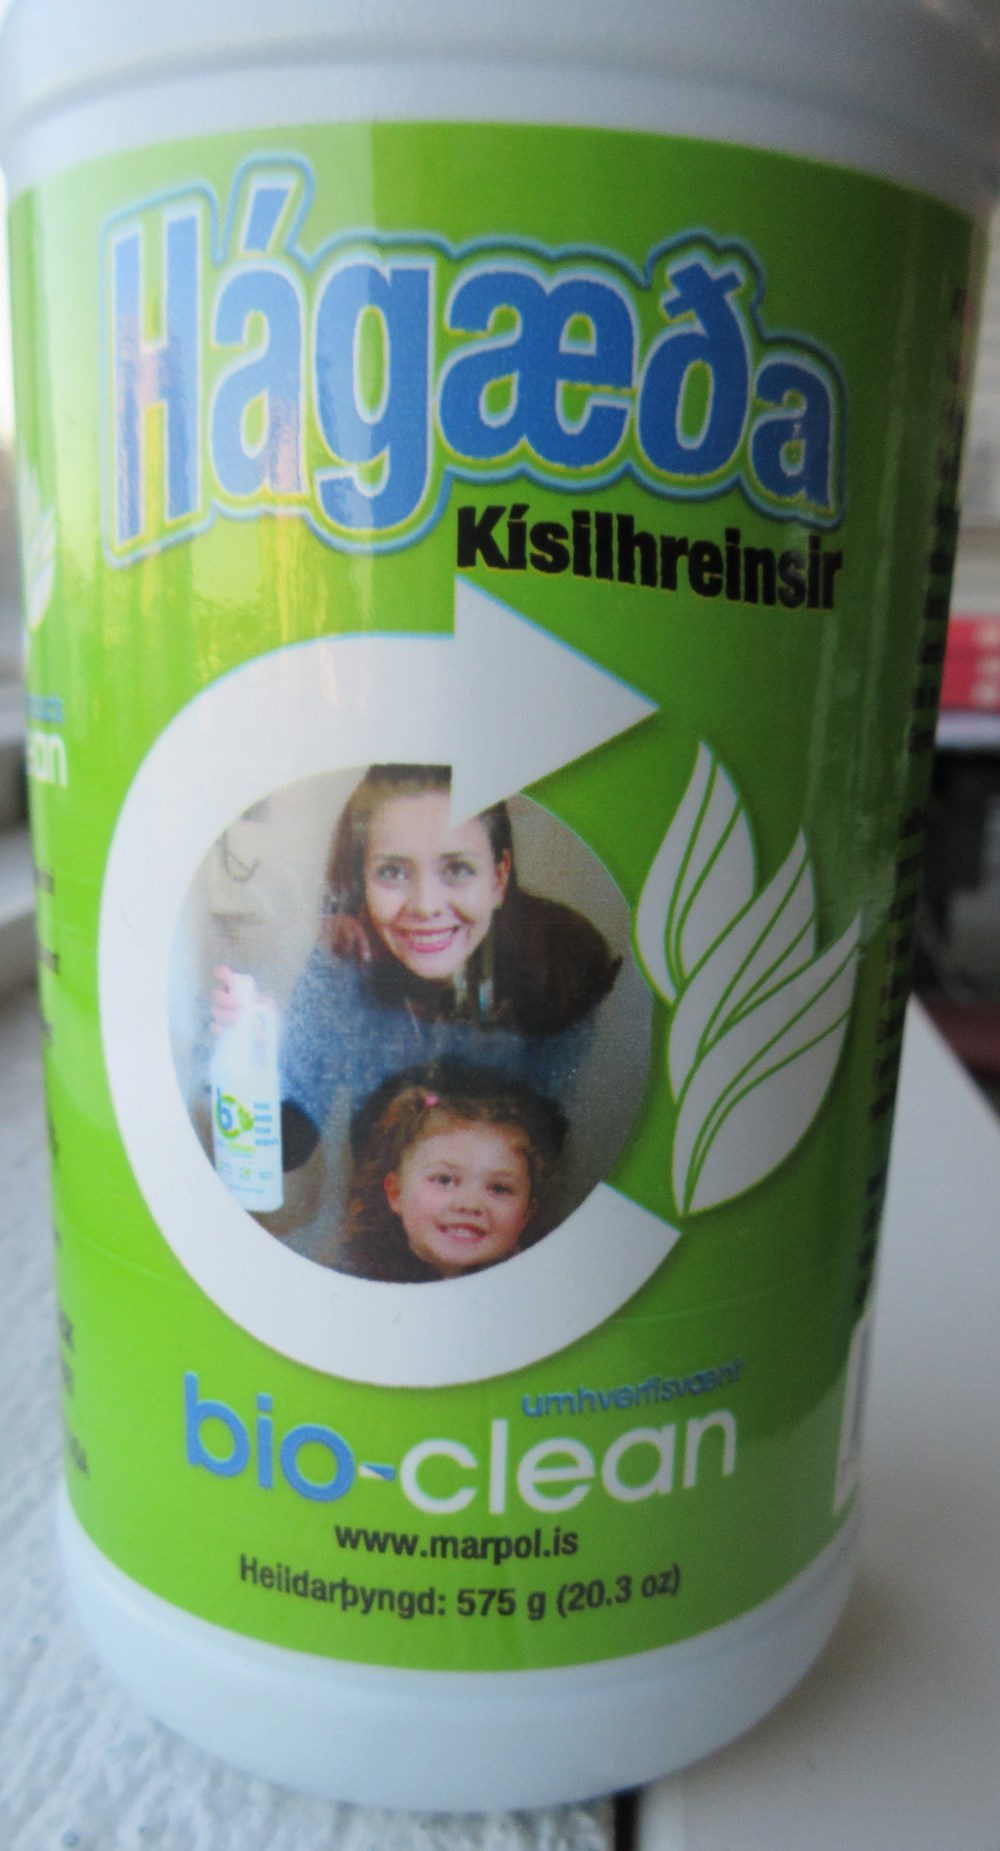 Hágæða
Kísilhreinsir
umhverfisvænt
bio-clean
www.marpol.is
Heildarþyngd: 575 g (20.3 oz)